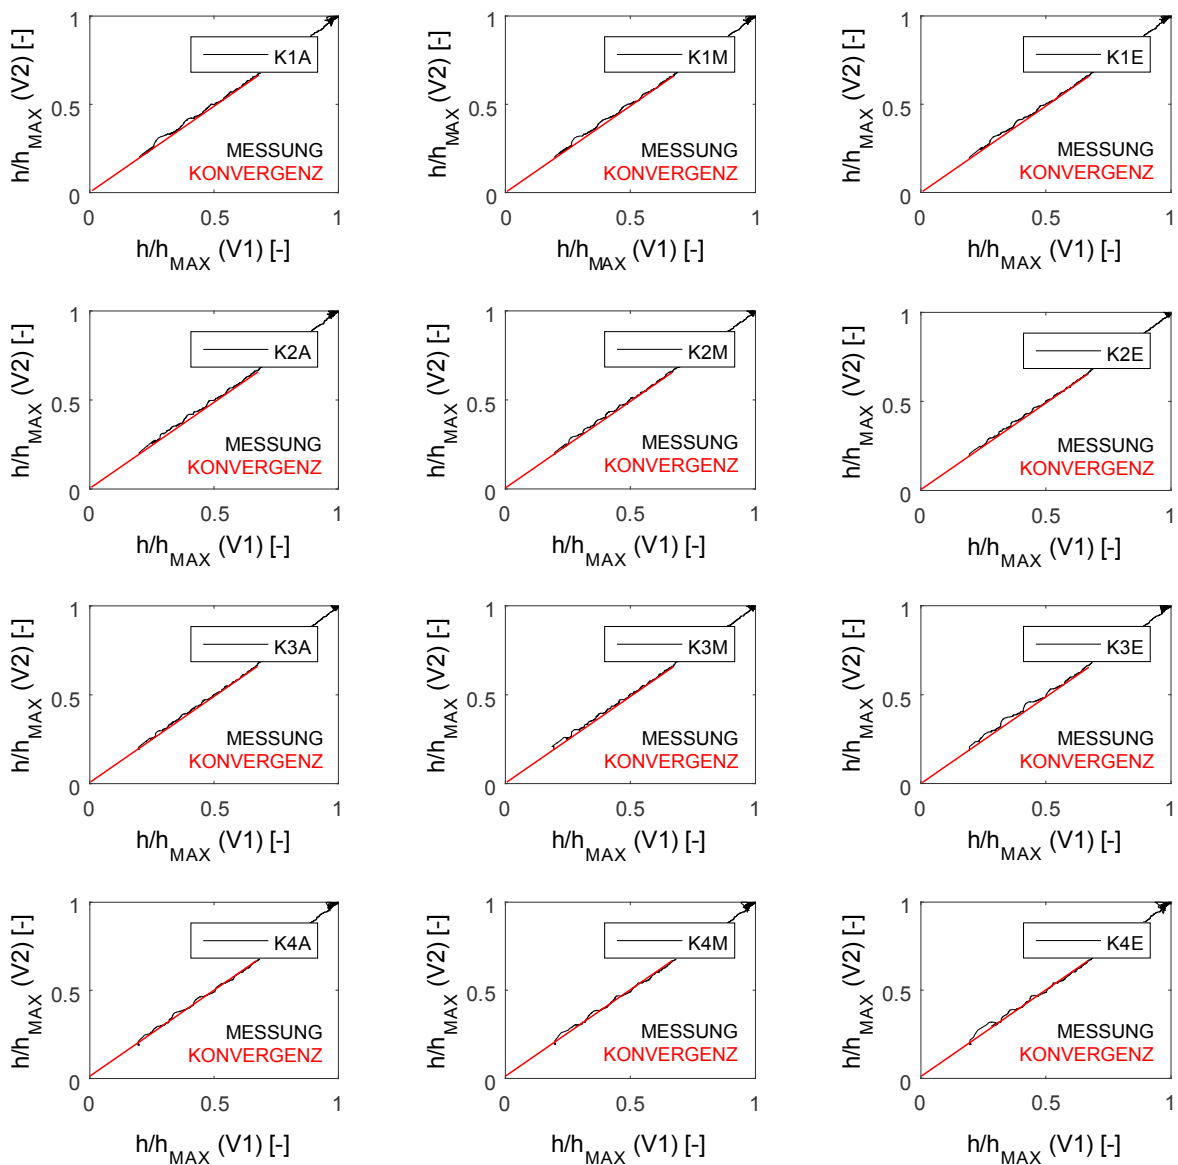 h/hMAX (V2) [-]
1
0.5
0
K1A
MESSUNG
KONVERGENZ
0 0.5 1
h/hMAX (V1) [-]
h/hMAX (V2) [-]
1
0.5
0
K1M
MESSUNG
KONVERGENZ
0 0.5 1
h/hMAX (V1) [-]
h/hMAX (V2) [-]
1
0.5
0
K1E
MESSUNG
KONVERGENZ
0 0.5 1
h/hMAX (V1) [-]
h/hMAX (V2) [-]
1
0.5
0
K2A
MESSUNG
KONVERGENZ
0 0.5 1
h/hMAX (V1) [-]
h/hMAX (V2) [-]
1
0.5
0
K2M
MESSUNG
KONVERGENZ
0 0.5 1
h/hMAX (V1) [-]
h/hMAX (V2) [-]
1
0.5
0
K2E
MESSUNG
KONVERGENZ
0 0.5 1
h/hMAX (V1) [-]
h/hMAX (V2) [-]
1
0.5
0
K3A
MESSUNG
KONVERGENZ
0 0.5 1
h/hMAX (V1) [-]
h/hMAX (V2) [-]
1
0.5
0
K3M
MESSUNG
KONVERGENZ
0 0.5 1
h/hMAX (V1) [-]
h/hMAX (V2) [-]
1
0.5
0
K3E
MESSUNG
KONVERGENZ
0 0.5 1
h/hMAX (V1) [-]
h/hMAX (V2) [-]
1
0.5
0
K4A
MESSUNG
KONVERGENZ
0 0.5 1
h/hMAX (V1) [-]
h/hMAX (V2) [-]
1
0.5
0
K4M
MESSUNG
KONVERGENZ
0 0.5 1
h/hMAX (V1) [-]
h/hMAX (V2) [-]
1
0.5
0
K4E
MESSUNG
KONVERGENZ
0 0.5 1
h/hMAX (V1) [-]